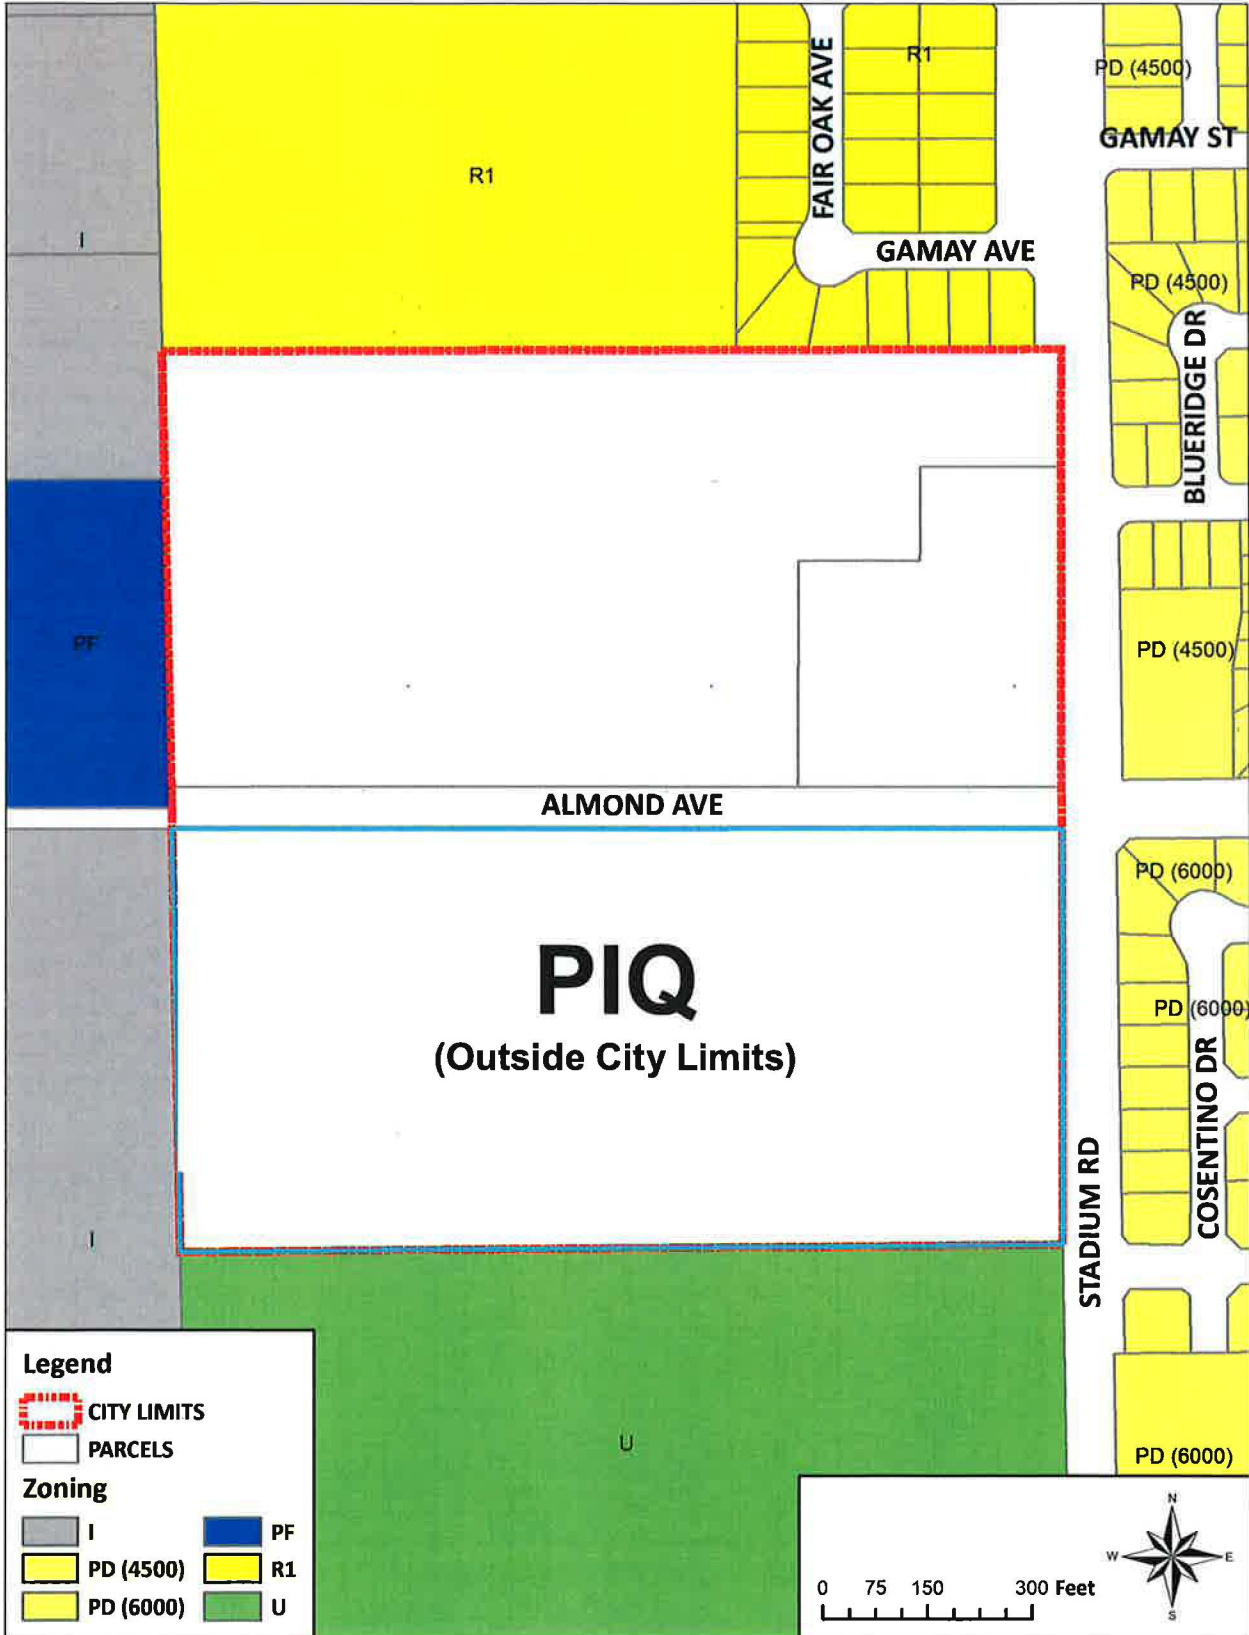 FAIR OAK AVE
R1
PD (4500)
GAMAY ST
R1
I
GAMAY AVE
PD (4500)
BLUERIDGE DR
PF
PD (4500)
ALMOND AVE
PD (6000)
PIQ
(Outside City Limits)
PD (6000)
COSENTINO DR
STADIUM RD
I
U
PD (6000)
Legend
CITY LIMITS
PARCELS
Zoning
I
PF
PD (4500)
R1
PD (6000)
U
N
W
E
S
0 75 150 300 Feet